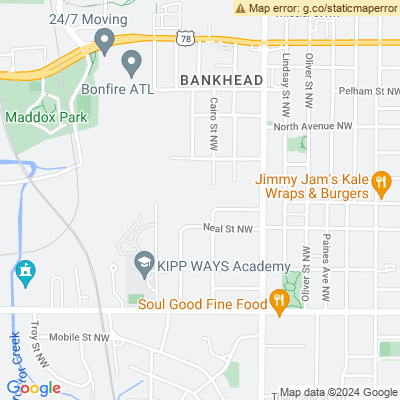 Map error: g.co/staticmaperror
24/7 Moving
78
Bonfire ATL
BANKHEAD
Pelham St NW
Maddox Park
Cairo St NW
Lindsay St NW
Oliver St NW
North Avenue NW
Jimmy Jam's Kale
Wraps & Burgers
Neal St NW
KIPP WAYS Academy
Oliver St NW
Paines Ave NW
Soul Good Fine Food
Troy St NW
Mobile St NW
Creek
Google
Map data ©2024 Google